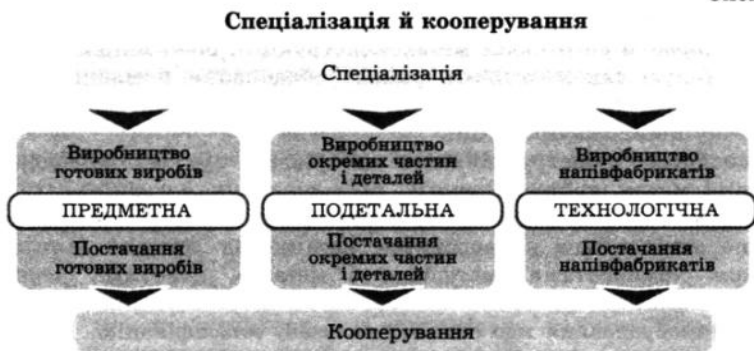 Спеціалізація й кооперування
Спеціалізація
Виробництво
готових виробів
ПРЕДМЕТНА
Постачання
готових виробів
Виробництво
окремих частин
і деталей
ПОДЕТАЛЬНА
Постачання
окремих частин
і деталей
Виробництво
напівфабрикатів
ТЕХНОЛОГІЧНА
Постачання
напівфабрикатів
Кооперування